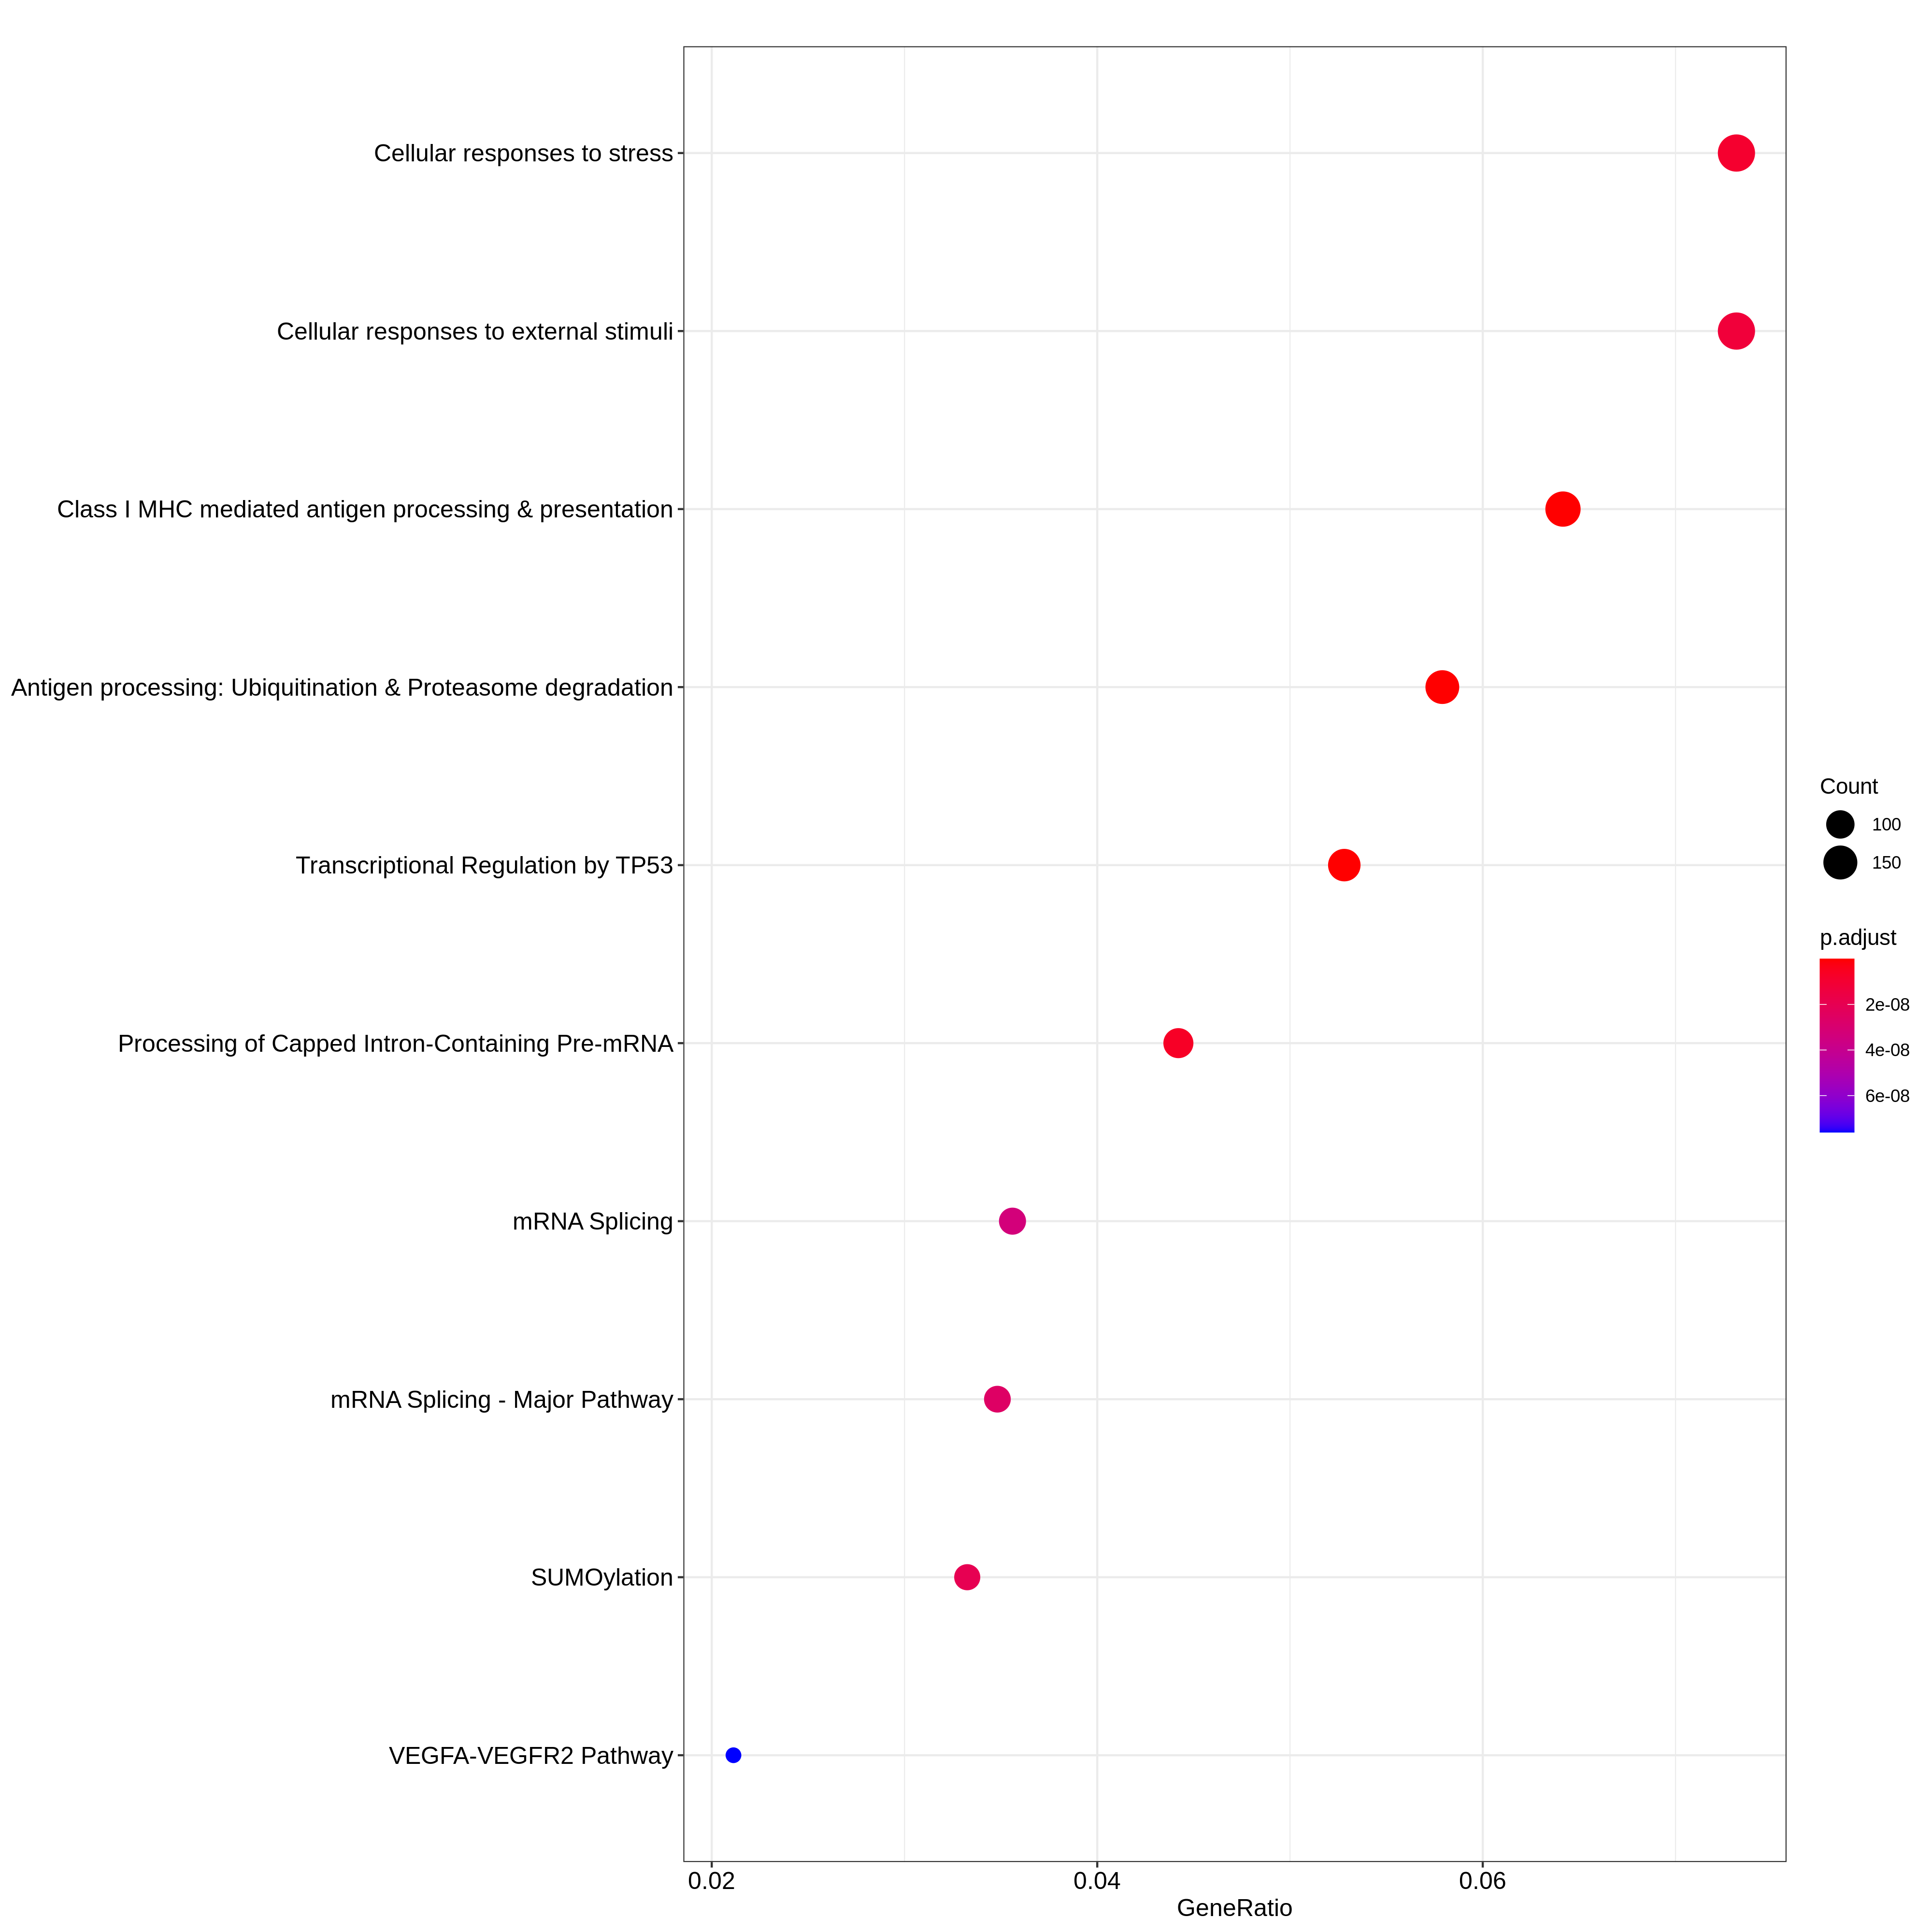 Cellular responses to stress
Cellular responses to external stimuli
Class I MHC mediated antigen processing & presentation
Antigen processing: Ubiquitination & Proteasome degradation
Transcriptional Regulation by TP53
Processing of Capped Intron-Containing Pre-mRNA
mRNA Splicing
mRNA Splicing - Major Pathway
SUMOylation
VEGFA-VEGFR2 Pathway
0.02 0.04 0.06
GeneRatio
Count
100
150
p.adjust
2e-08
4e-08
6e-08